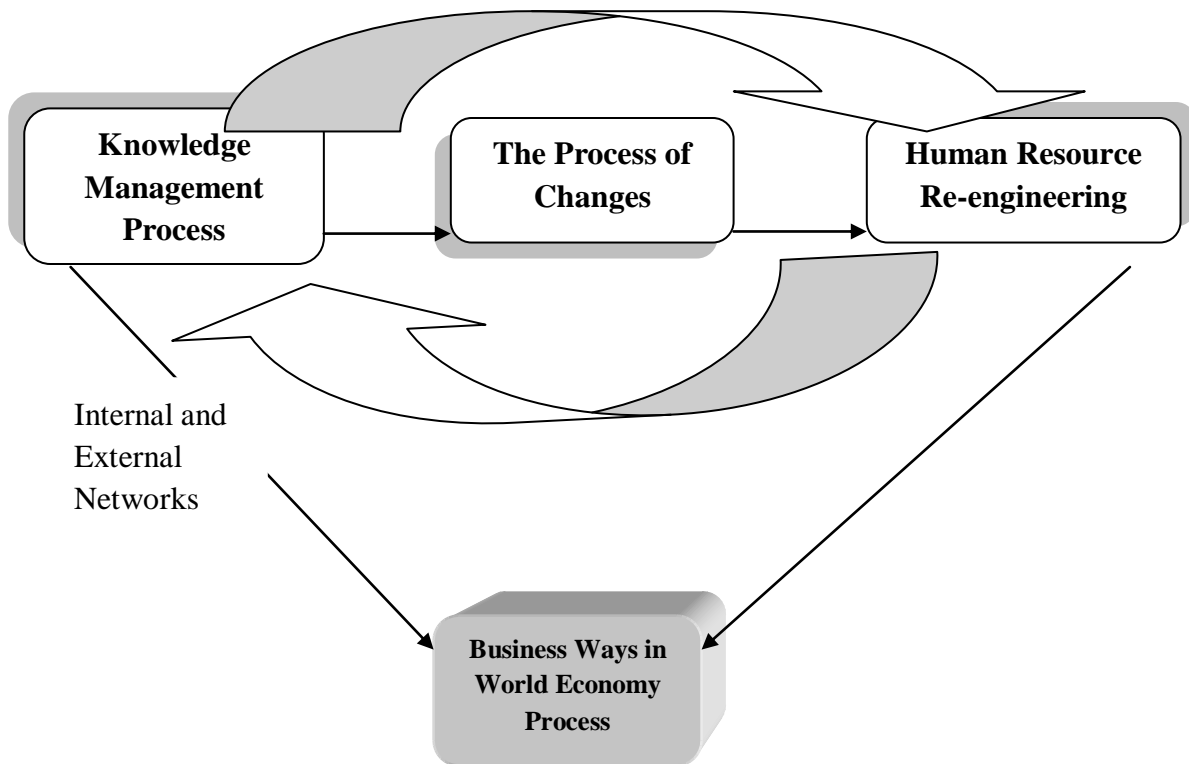 Knowledge
Management
Process
The Process of
Changes
Human Resource
Re-engineering
Internal and
External
Networks
Business Ways in
World Economy
Process